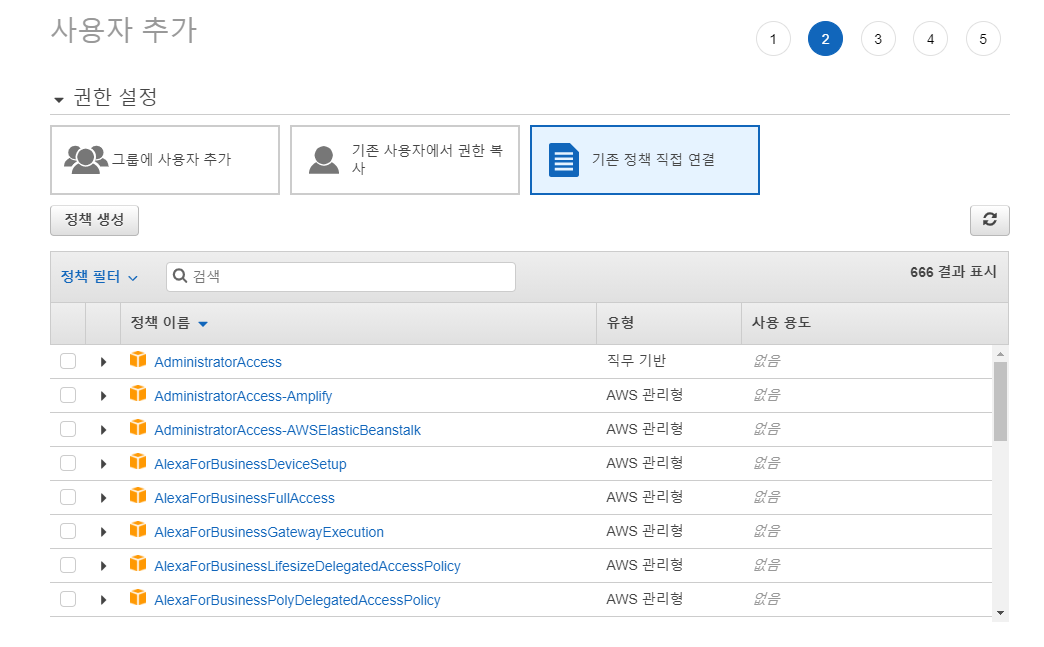 사용자 추가
1 2 3 4 5
권한 설정
그룹에 사용자 추가
기존 사용자에서 권한 복
사
기존 정책 직접 연결
정책 생성
정책 필터 검색 666 결과 표시
정책 이름 유형 사용 용도
AdministratorAccess 직무 기반 없음
AdministratorAccess-Amplify AWS 관리형 없음
AdministratorAccess-AWSElasticBeanstalk AWS 관리형 없음
AlexaForBusinessDeviceSetup AWS 관리형 없음
AlexaForBusinessFullAccess AWS 관리형 없음
AlexaForBusinessGatewayExecution AWS 관리형 없음
AlexaForBusinessLifesizeDelegatedAccessPolicy AWS 관리형 없음
AlexaForBusinessPolyDelegatedAccessPolicy AWS 관리형 없음